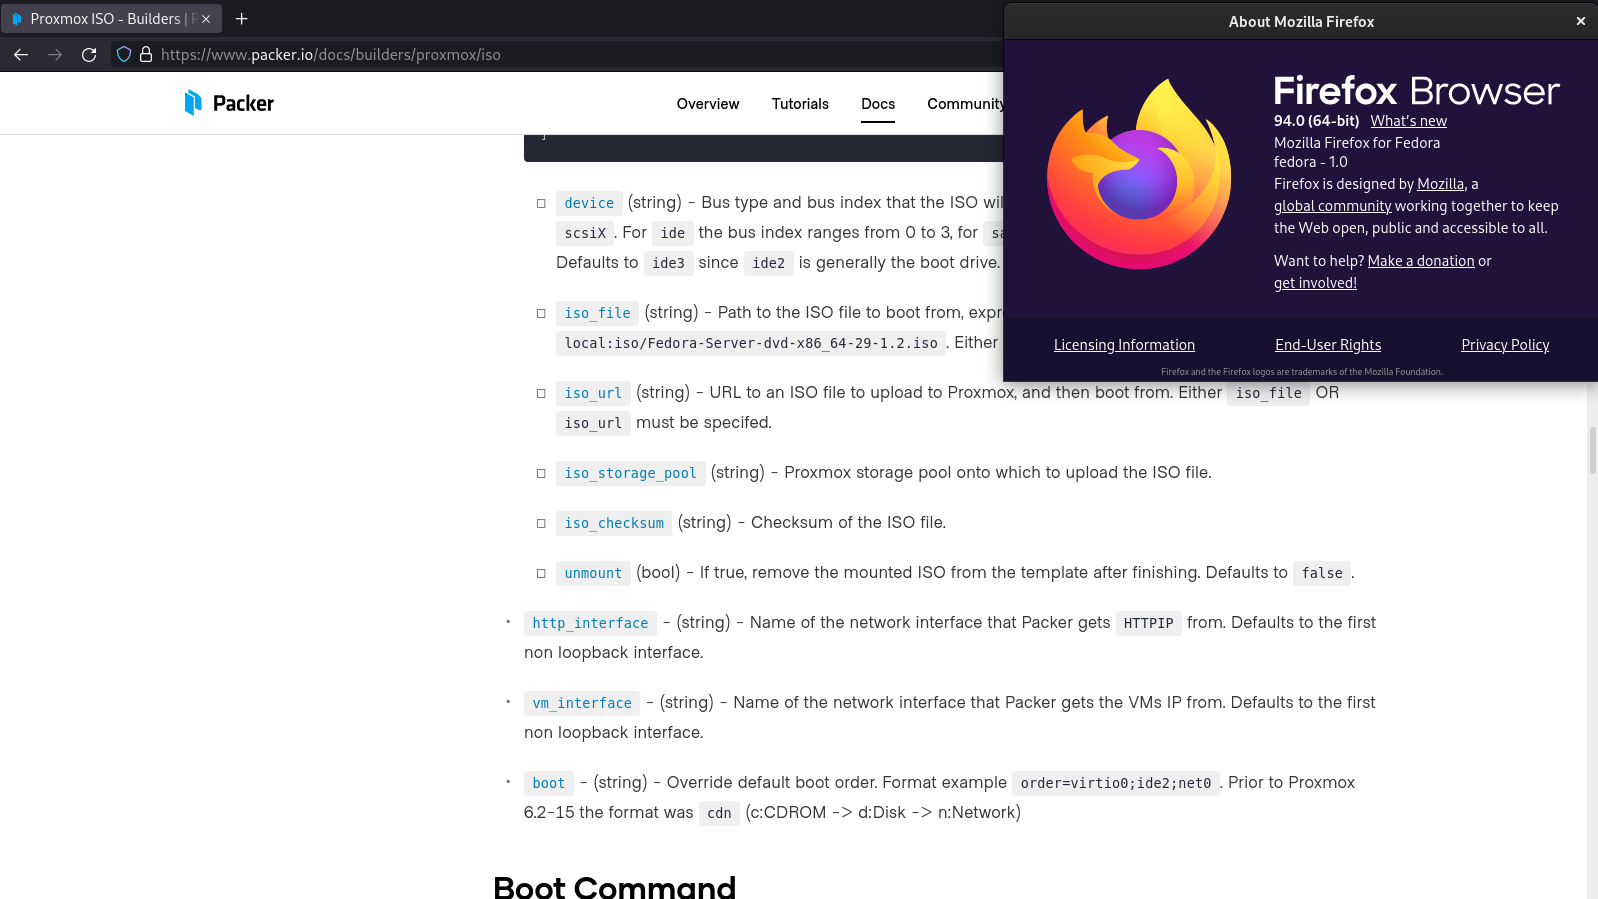 Proxmox ISO - Builders | P
https://www.packer.io/docs/builders/proxmox/iso
Packer
Overview
Tutorials
Docs
Community
device (string) - Bus type and bus index that the ISO wil
scsiX . For ide the bus index ranges from 0 to 3, for sa
Defaults to ide3 since ide2 is generally the boot drive.
iso_file (string) - Path to the ISO file to boot from, expre
local:iso/Fedora-Server-dvd-x86_64-29-1.2.iso . Either
iso_url (string) - URL to an ISO file to upload to Proxmox, and then boot from. Either iso_file OR
iso_url must be specifed.
iso_storage_pool (string) - Proxmox storage pool onto which to upload the ISO file.
iso_checksum (string) - Checksum of the ISO file.
unmount (bool) - If true, remove the mounted ISO from the template after finishing. Defaults to false .
http_interface - (string) - Name of the network interface that Packer gets HTTPIP from. Defaults to the first
non loopback interface.
vm_interface - (string) - Name of the network interface that Packer gets the VMs IP from. Defaults to the first
non loopback interface.
boot - (string) - Override default boot order. Format example order=virtio0;ide2;net0 . Prior to Proxmox
6.2-15 the format was cdn (c:CDROM -> d:Disk -> n:Network)
Boot Command
About Mozilla Firefox
Firefox Browser
94.0 (64-bit) What's new
Mozilla Firefox for Fedora
fedora - 1.0
Firefox is designed by Mozilla, a
global community working together to keep
the Web open, public and accessible to all.
Want to help? Make a donation or
get involved!
Licensing Information
End-User Rights
Privacy Policy
Firefox and the Firefox logos are trademarks of the Mozilla Foundation.